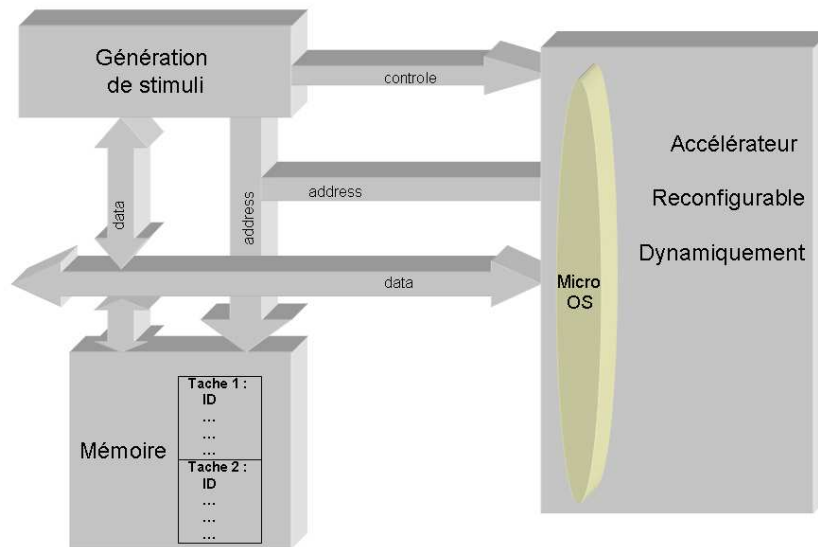 Génération
de stimuli
controle
Accélérateur
Reconfigurable
Dynamiquement
address
data
address
data
Micro
OS
Mémoire
Tache 1 :
ID
...
...
...
Tache 2 :
ID
...
...
...